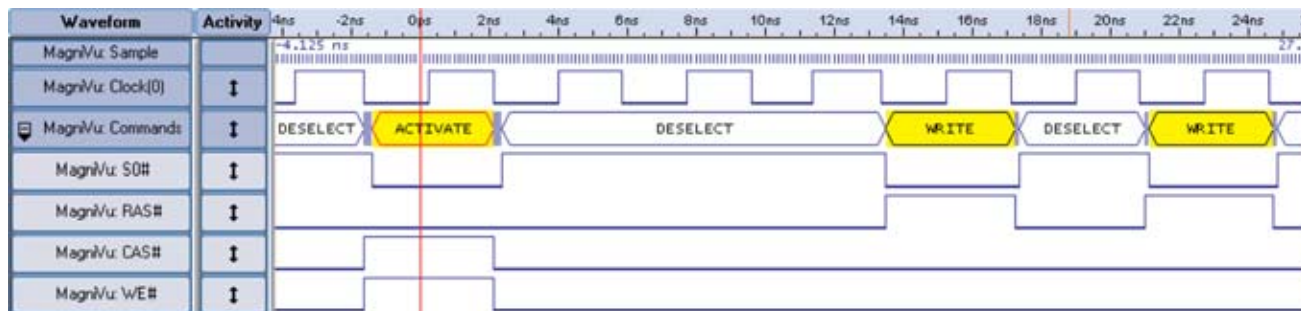 Waveform Activity 4ns -2ns 0ps 2ns 4ns 6ns 8ns 10ns 12ns 14ns 16ns 18ns 20ns 22ns 24ns
MagniVu: Sample -4.125 ns 27.
MagniVu: Clock(0)
MagniVu: Commands DESELECT ACTIVATE DESELECT WRITE DESELECT WRITE
MagniVu: S0#
MagniVu: RAS#
MagniVu: CAS#
MagniVu: WE#